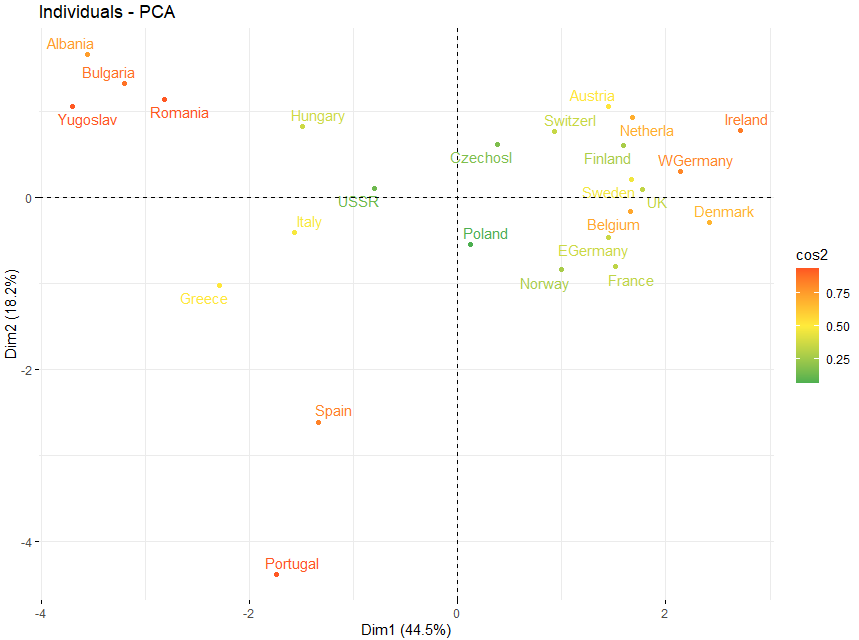 Individuals - PCA
Albania
Bulgaria
Yugoslav
Romania
Hungary
Austria
Switzerl
Netherla
Ireland
Czechosl
Finland
WGermany
USSR
Sweden
UK
Italy
Poland
Belgium
Denmark
EGermany
Greece
Norway
France
Spain
Portugal
0
-2
-4
Dim2 (18.2%)
-4
-2
0
2
Dim1 (44.5%)
cos2
0.75
0.50
0.25